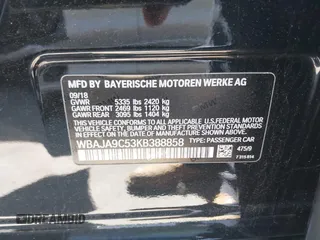 MFD BY BAYERISCHE MOTOREN WERKE AG
09/18
GVWR 5335 lbs 2420 kg
GAWR FRONT 2469 lbs 1120 kg
GAWR REAR 3095 lbs 1404 kg
THIS VEHICLE CONFORMS TO ALL APPLICABLE U.S. FEDERAL MOTOR VEHICLE SAFETY, BUMPER, AND THEFT PREVENTION STANDARDS IN EFFECT ON THE DATE OF MANUFACTURE SHOWN ABOVE.
WBAJA9C53KB388858 TYPE: PASSENGER CAR
475/9
DREAMBID